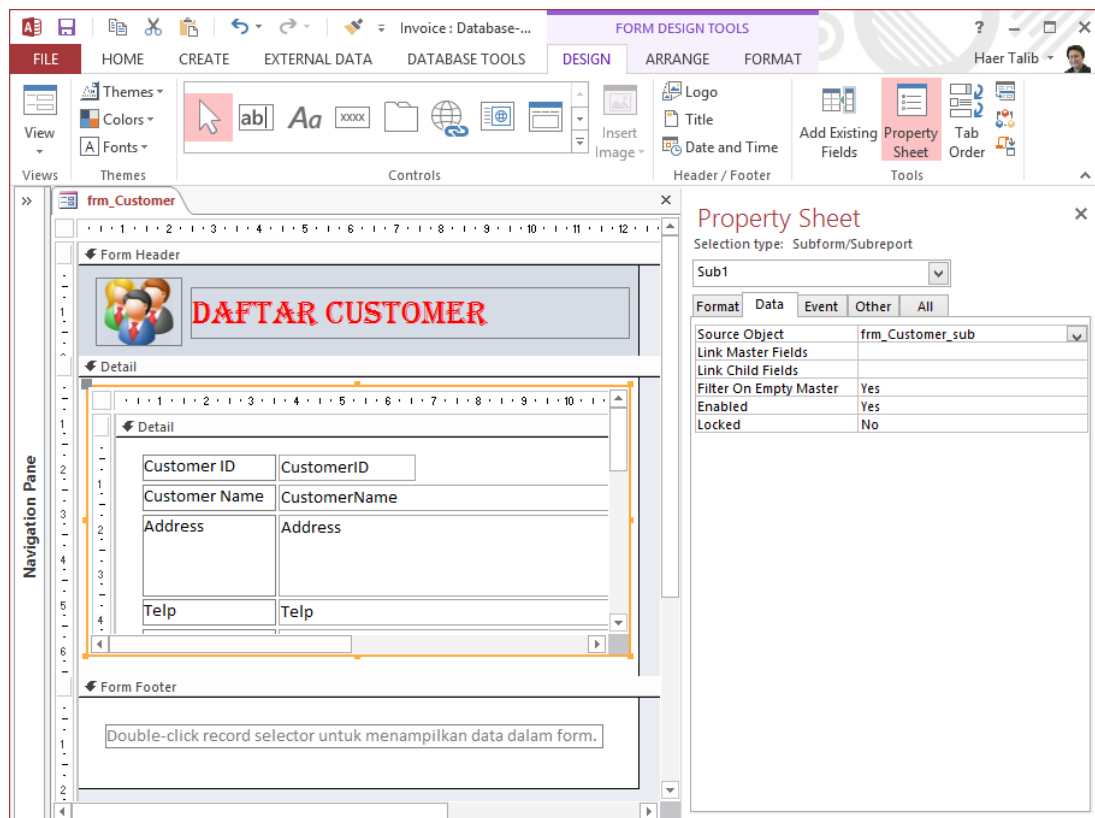 Invoice : Database-...
FORM DESIGN TOOLS
?
FILE
HOME
CREATE
EXTERNAL DATA
DATABASE TOOLS
DESIGN
ARRANGE
FORMAT
Haer Talib
View
Themes
Colors
Fonts
ab|
Aa
xxxx
Insert
Image
Logo
Title
Date and Time
Add Existing
Fields
Property
Sheet
Tab
Order
Views
Themes
Controls
Header / Footer
Tools
frm_Customer
Form Header
DAFTAR CUSTOMER
Detail
Detail
Customer ID CustomerID
Customer Name CustomerName
Address Address
Telp Telp
Form Footer
Double-click record selector untuk menampilkan data dalam form.
Navigation Pane
Property Sheet
Selection type: Subform/Subreport
Sub1
Format Data Event Other All
Source Object frm_Customer_sub
Link Master Fields
Link Child Fields
Filter On Empty Master Yes
Enabled Yes
Locked No